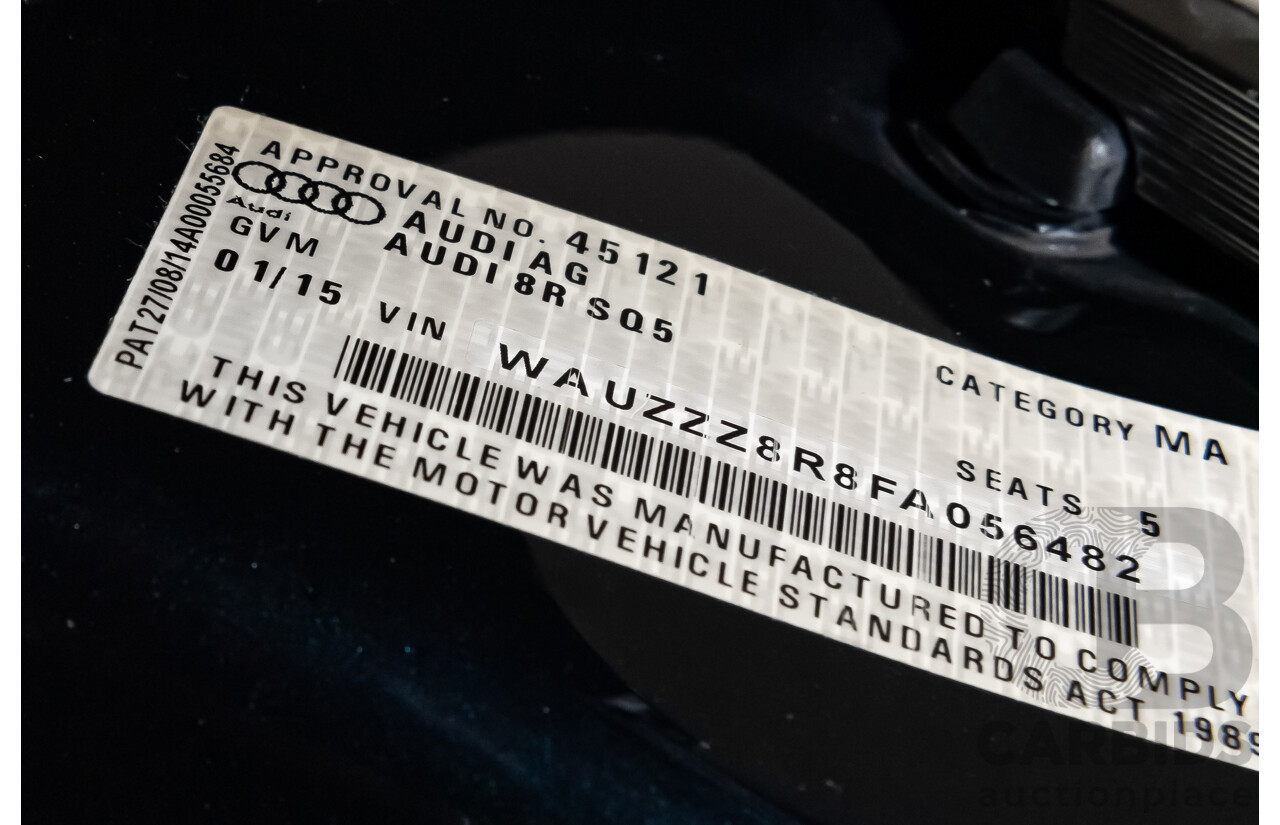 PAT27/08/14A00055684
APPROVAL NO. 45121
Audi
AUDI AG
GVM
AUDI 8R SQ5
CATEGORY MA
01/15
VIN WAUZZZ8R8FA056482
SEATS 5
THIS VEHICLE WAS MANUFACTURED TO COMPLY
WITH THE MOTOR VEHICLE STANDARDS ACT 1989
CARBIDS
auctionplace